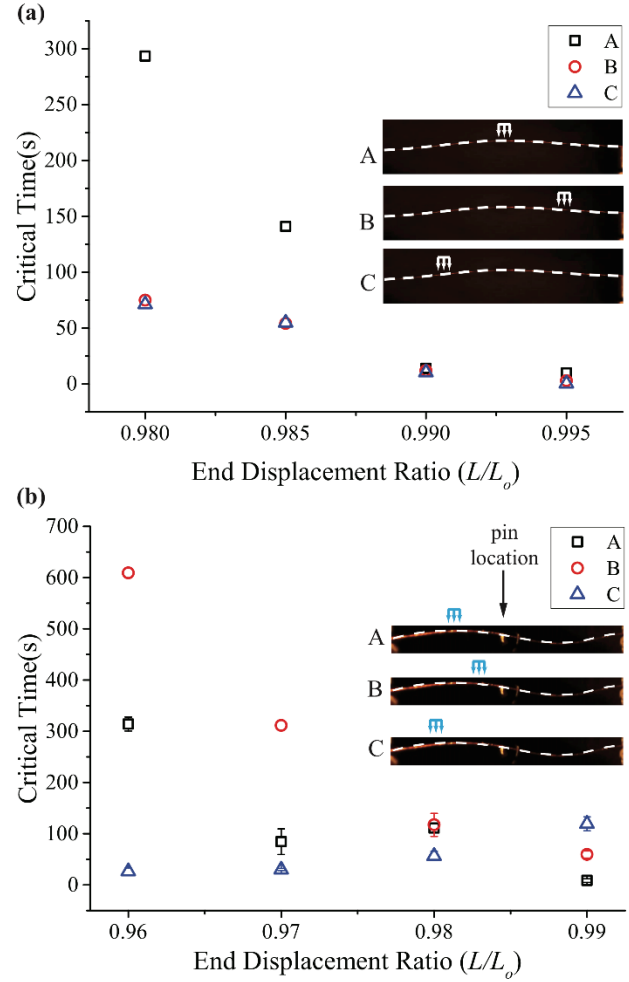 (a)
300
250
200
150
100
50
0
Critical Time(s)
A
B
C
A
B
C
0.980
0.985
0.990
0.995
End Displacement Ratio (L/Lo)
(b)
700
600
500
400
300
200
100
0
Critical Time(s)
pin
location
A
B
C
A
B
C
0.96
0.97
0.98
0.99
End Displacement Ratio (L/Lo)